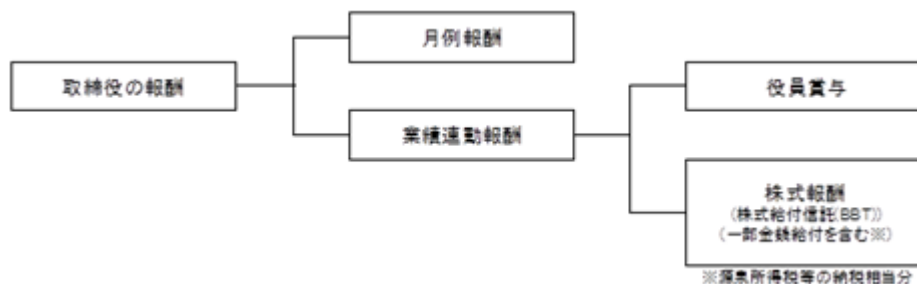 取締役の報酬
月例報酬
業績連動報酬
役員賞与
株式報酬
(株式給付信託(BBT))
(一部金銭給付を含む※)
※源泉所得税等の納税相当分